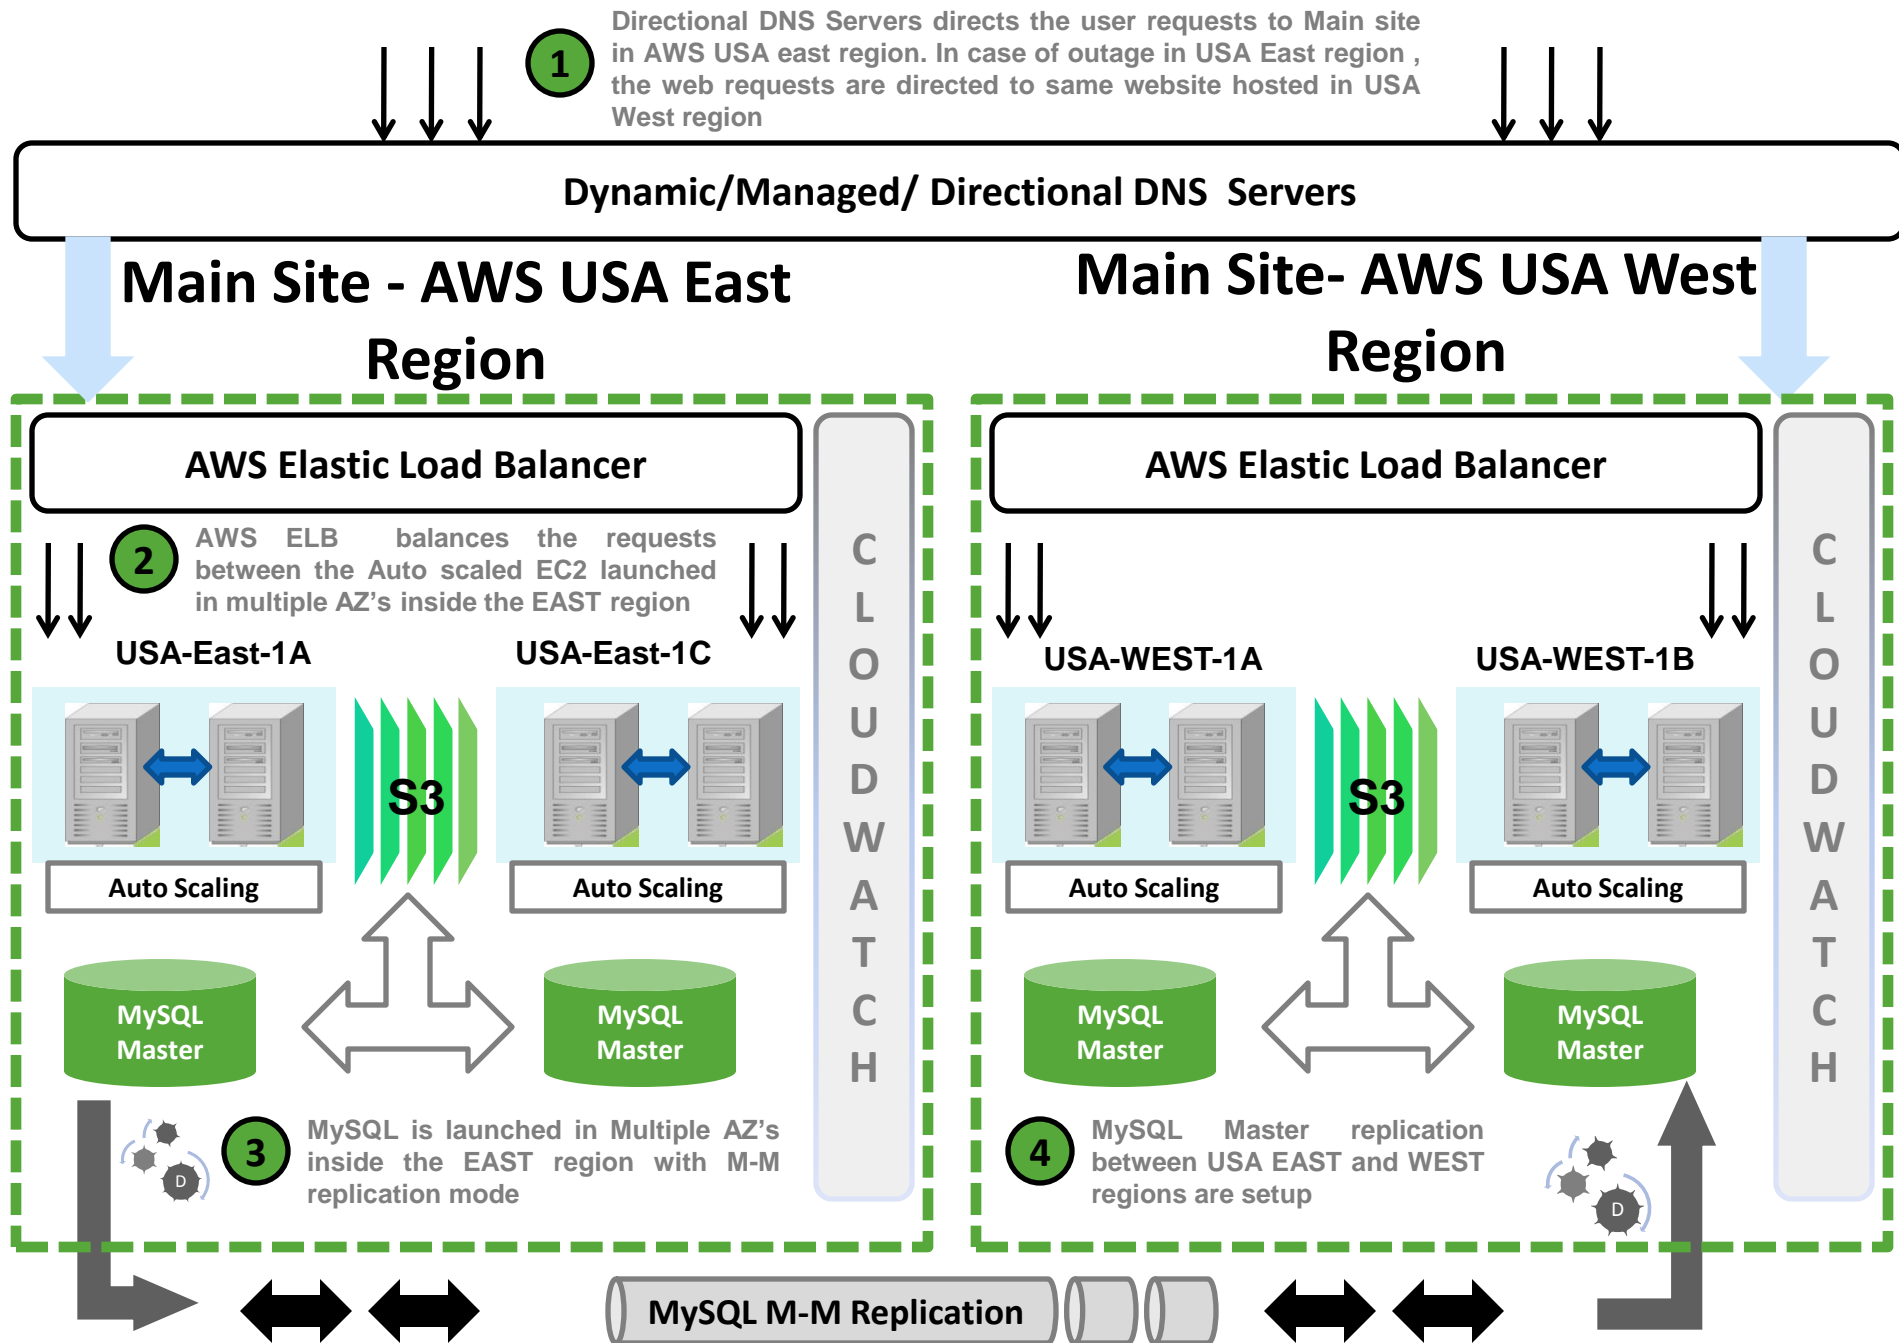 1
Directional DNS Servers directs the user requests to Main site
in AWS USA east region. In case of outage in USA East region ,
the web requests are directed to same website hosted in USA
West region
Dynamic/Managed/ Directional DNS Servers
Main Site - AWS USA East
Region
Main Site- AWS USA West
Region
AWS Elastic Load Balancer
2
AWS ELB balances the requests
between the Auto scaled EC2 launched
in multiple AZ's inside the EAST region
USA-East-1A
USA-East-1C
S3
Auto Scaling
Auto Scaling
MySQL
Master
MySQL
Master
D
3
MySQL is launched in Multiple AZ's
inside the EAST region with M-M
replication mode
C
L
O
U
D
W
A
T
C
H
AWS Elastic Load Balancer
USA-WEST-1A
USA-WEST-1B
S3
Auto Scaling
Auto Scaling
MySQL
Master
MySQL
Master
4
MySQL Master replication
between USA EAST and WEST
regions are setup
D
C
L
O
U
D
W
A
T
C
H
MySQL M-M Replication